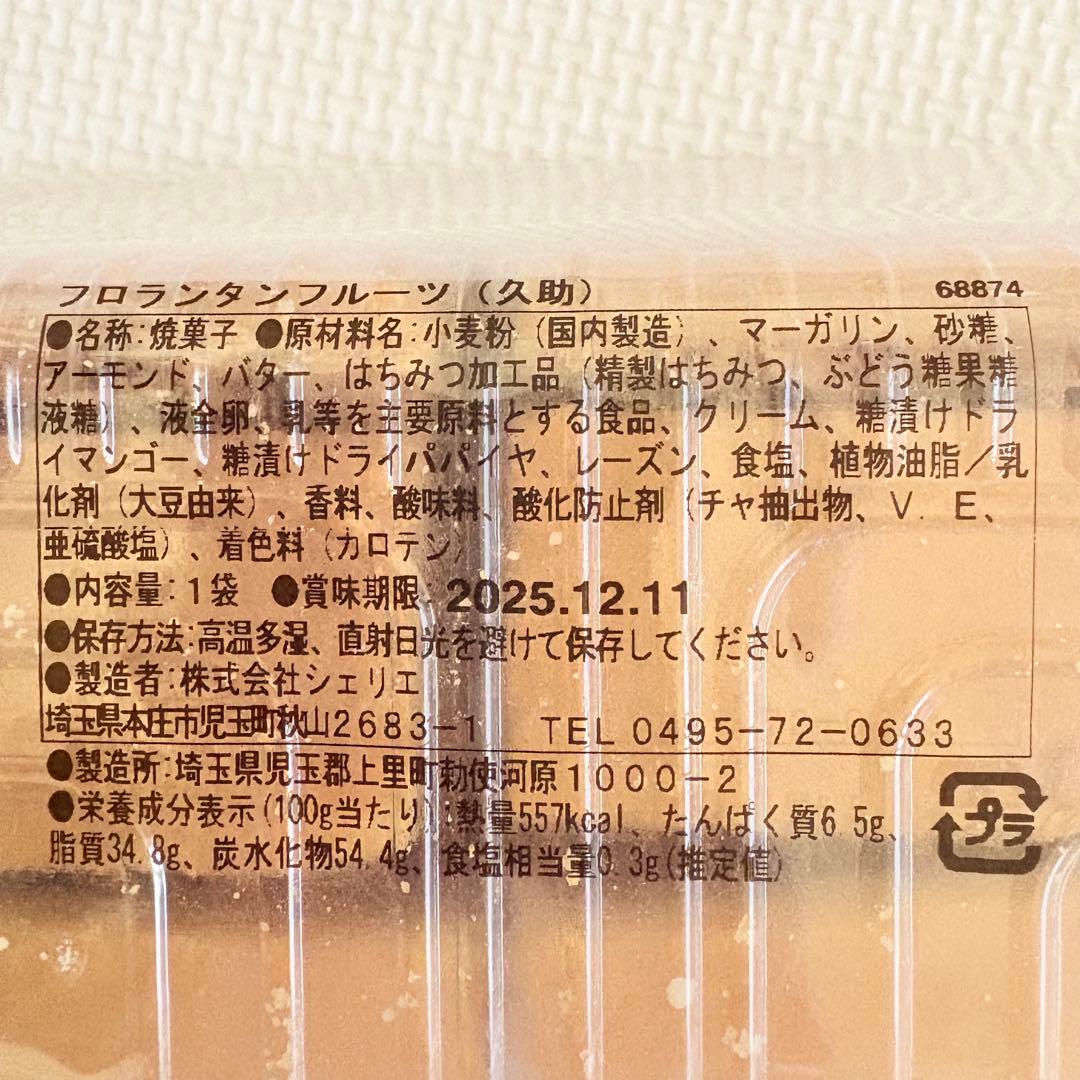 フロランタンフルーツ（久助） 68874
●名称:焼菓子 ●原材料名:小麦粉（国内製造）、マーガリン、砂糖、
アーモンド、バター、はちみつ加工品（精製はちみつ、ぶどう糖果糖
液糖）、液全卵、乳等を主要原料とする食品、クリーム、糖漬けドラ
イマンゴー、糖漬けドライパパイヤ、レーズン、食塩、植物油脂／乳
化剤（大豆由来）、香料、酸味料、酸化防止剤（チャ抽出物、V．E、
亜硫酸塩）、着色料（カロテン）
●内容量:1袋 ●賞味期限 2025.12.11
●保存方法:高温多湿、直射日光を避けて保存してください。
●製造者:株式会社シェリエ
埼玉県本庄市児玉町秋山2683-1 TEL 0495-72-0633
●製造所:埼玉県児玉郡上里町勅使河原1000-2
●栄養成分表示(100g当たり):熱量557kcal、たんぱく質6.5g、
脂質34.8g、炭水化物54.4g、食塩相当量0.3g(推定値)
プラ